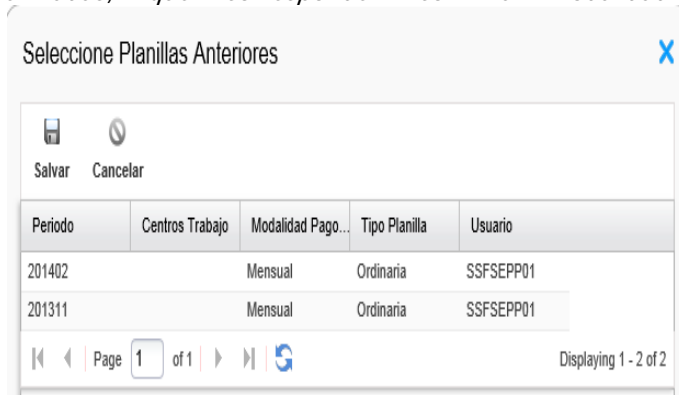 Seleccione Planillas Anteriores X
Salvar Cancelar
Periodo Centros Trabajo Modalidad Pago... Tipo Planilla Usuario
201402 Mensual Ordinaria SSFSEPP01
201311 Mensual Ordinaria SSFSEPP01
Page 1 of 1 Displaying 1 - 2 of 2